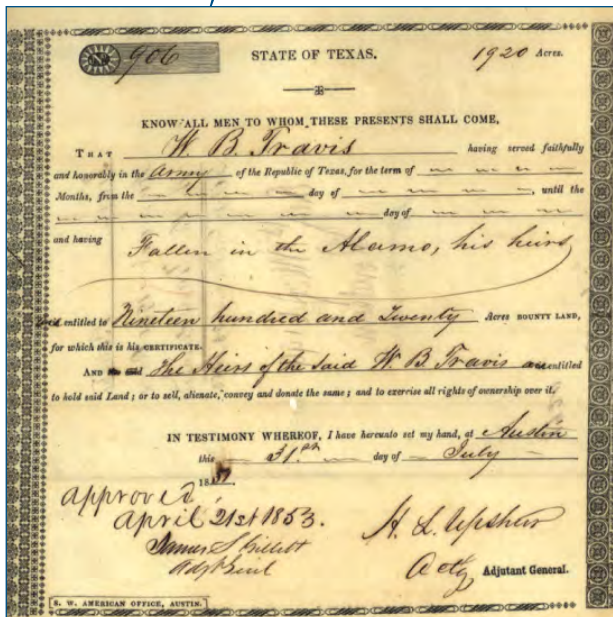 No 906 STATE OF TEXAS. 1920 Acres.
KNOW ALL MEN TO WHOM THESE PRESENTS SHALL COME,
THAT W. B. Travis having served faithfully
and honorably in the Army of the Republic of Texas, for the term of
Months, from the day of , until the
day of
and having Fallen in the Alamo, his heirs
entitled to Nineteen hundred and Twenty Acres BOUNTY LAND,
for which this is his CERTIFICATE.
AND The Heirs of the Said W. B. Travis are entitled
to hold said Land; or to sell, alienate, convey and donate the same; and to exercise all rights of ownership over it.
IN TESTIMONY WHEREOF, I have hereunto set my hand, at Austin
this 31st day of July
18
approved
April 21st 1853.
James S. Gillett
Adjt Genl
H. L. Upshur
Actg Adjutant General.
S. W. AMERICAN OFFICE, AUSTIN.